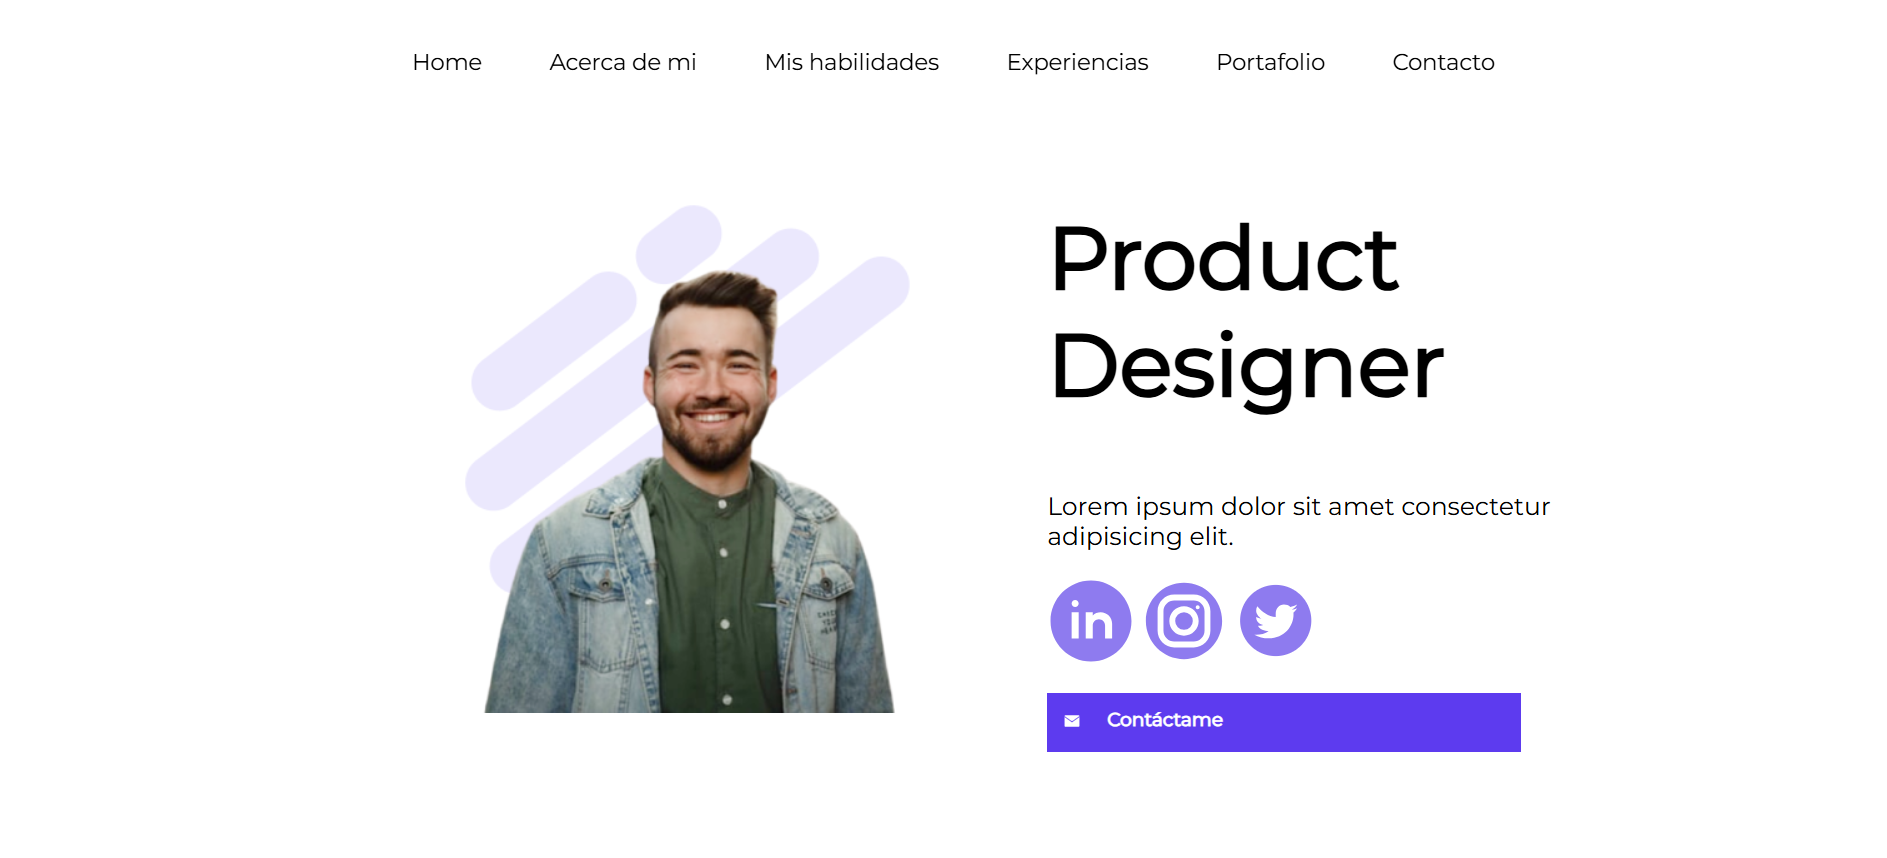 Home Acerca de mi Mis habilidades Experiencias Portafolio Contacto
Product
Designer
Lorem ipsum dolor sit amet consectetur
adipisicing elit.
in
Contáctame